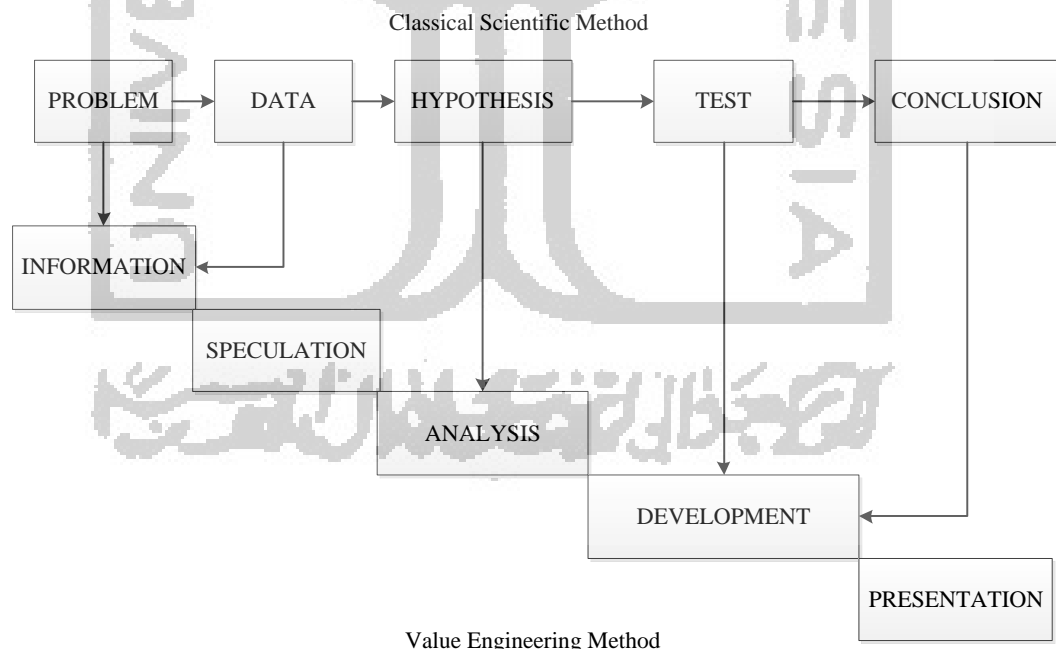 Classical Scientific Method
PROBLEM
DATA
HYPOTHESIS
TEST
CONCLUSION
INFORMATION
SPECULATION
ANALYSIS
DEVELOPMENT
PRESENTATION
Value Engineering Method